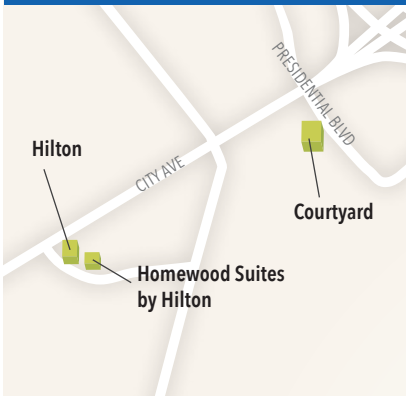 PRESIDENTIAL BLVD
Hilton
CITY AVE
Courtyard
Homewood Suites
by Hilton